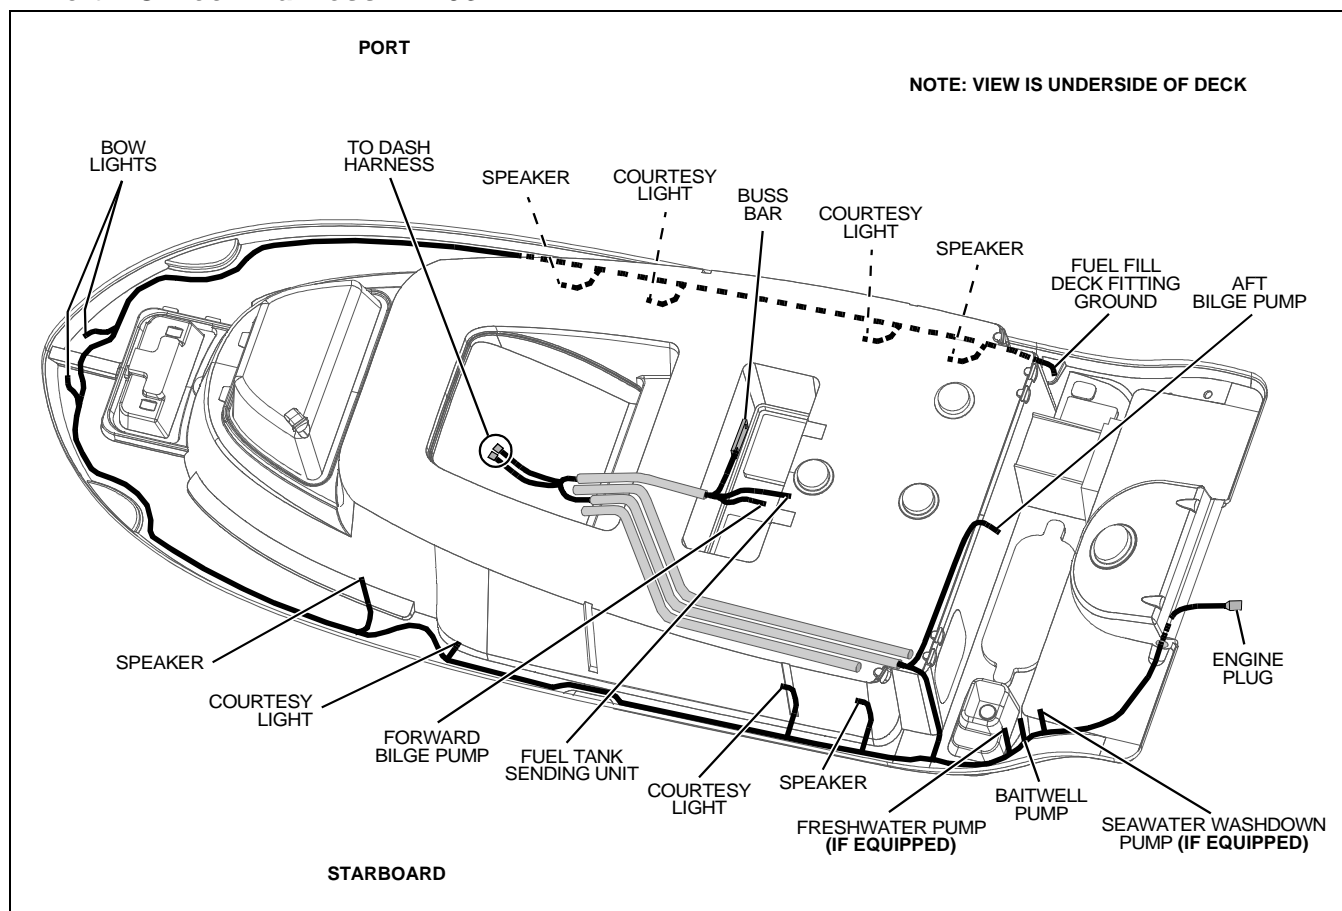 PORT
NOTE: VIEW IS UNDERSIDE OF DECK
BOW
LIGHTS
TO DASH
HARNESS
SPEAKER
COURTESY
LIGHT
BUSS
BAR
COURTESY
LIGHT
SPEAKER
FUEL FILL
DECK FITTING
GROUND
AFT
BILGE PUMP
SPEAKER
COURTESY
LIGHT
FORWARD
BILGE PUMP
FUEL TANK
SENDING UNIT
COURTESY
LIGHT
SPEAKER
FRESHWATER PUMP
(IF EQUIPPED)
BAITWELL
PUMP
SEAWATER WASHDOWN
PUMP (IF EQUIPPED)
ENGINE
PLUG
STARBOARD